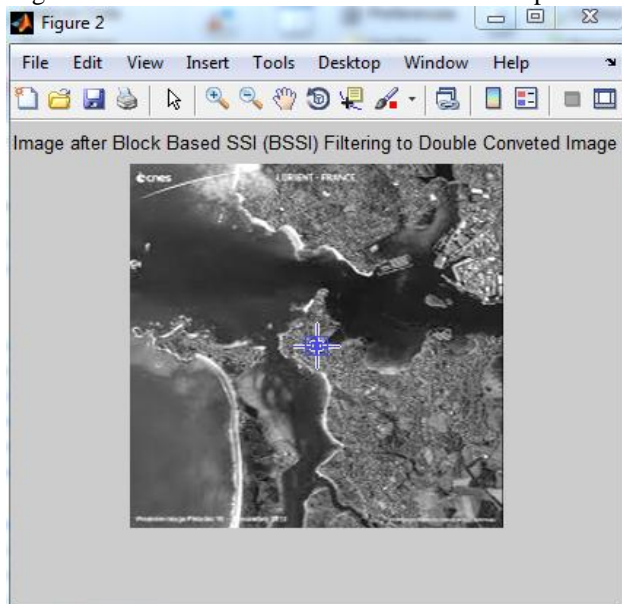 Figure 2
File Edit View Insert Tools Desktop Window Help
Image after Block Based SSI (BSSI) Filtering to Double Conveted Image
cnes
LORIENT - FRANCE